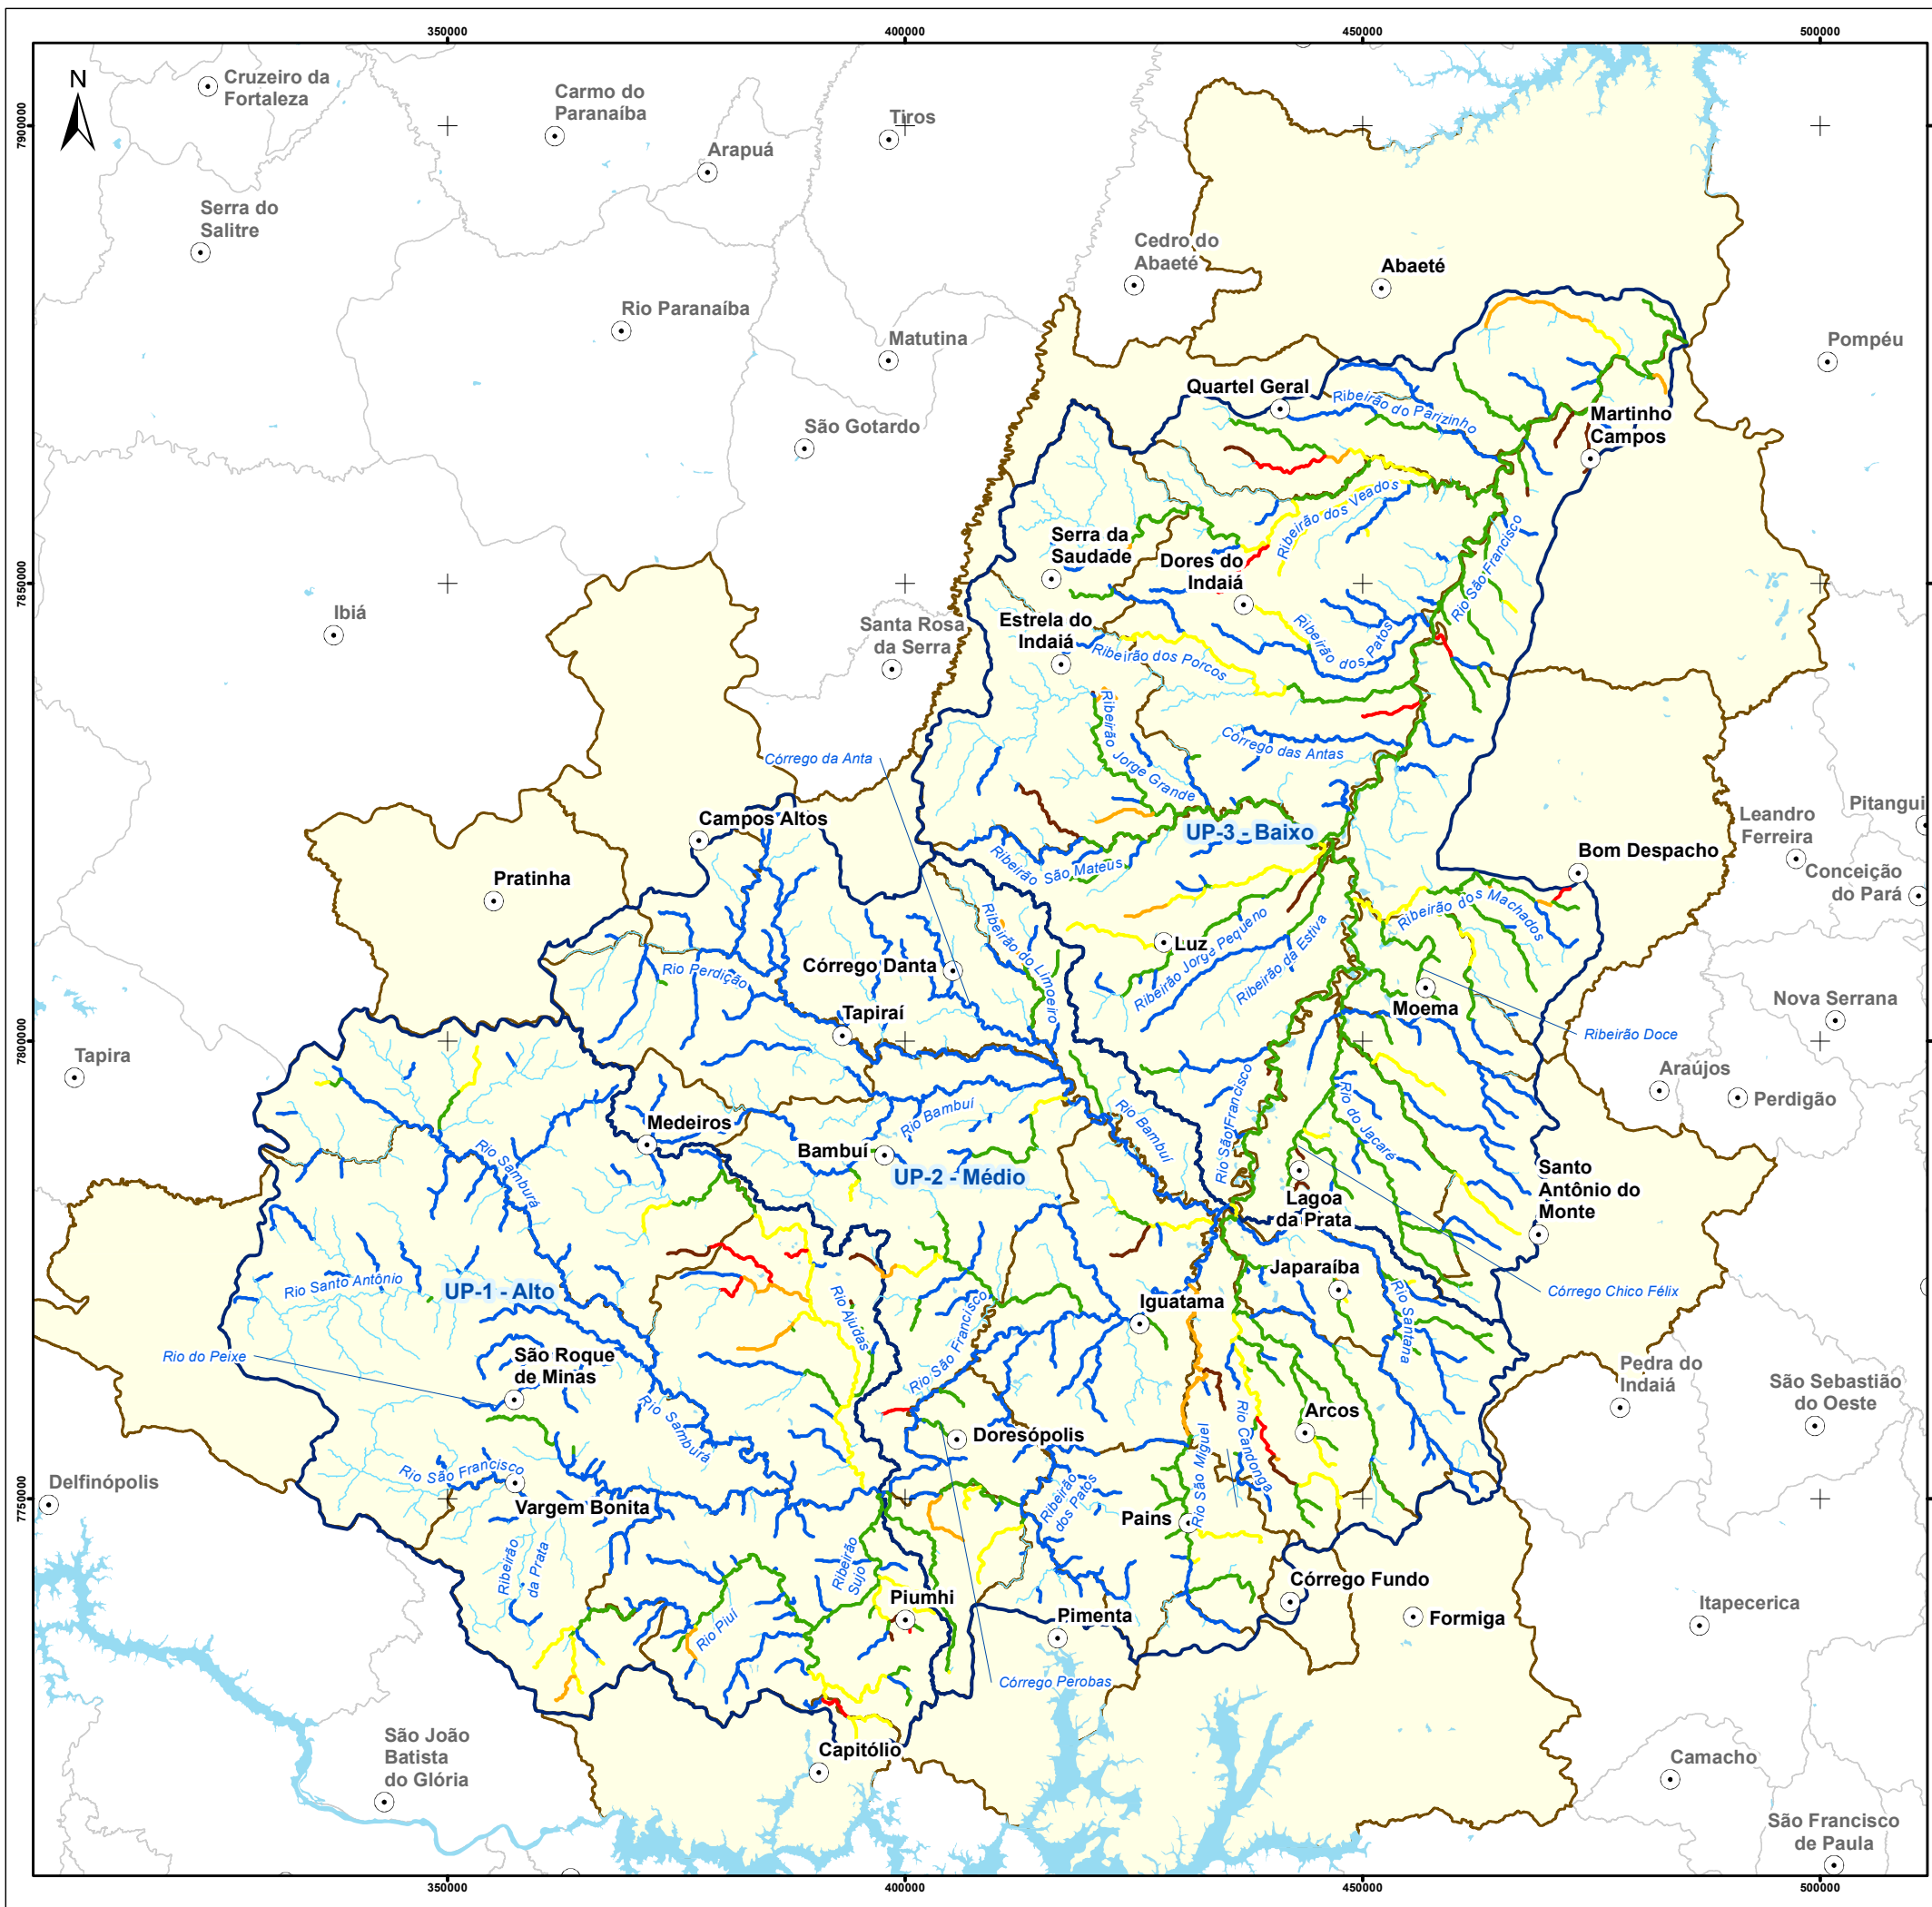 350000
400000
450000
500000
7900000
7850000
7800000
7750000
N
Cruzeiro da
Fortaleza
Carmo do
Paranaíba
Tiros
Arapuá
Serra do
Salitre
Cedro do
Abaeté
Abaeté
Rio Paranaíba
Matutina
Pompéu
Quartel Geral
Ribeirão do Parizinho
Martinho
Campos
São Gotardo
Ribeirão dos Veados
Serra da
Saudade
Dores do
Indaiá
Rio São Francisco
Ibiá
Santa Rosa
da Serra
Estrela do
Indaiá
Ribeirão dos Patos
Ribeirão dos Porcos
Ribeirão Jorge Grande
Córrego das Antas
Córrego da Anta
Campos Altos
UP-3 - Baixo
Leandro
Ferreira
Pitangui
Bom Despacho
Conceição
do Pará
Ribeirão São Mateus
Pratinha
Ribeirão dos Machados
Ribeirão do Limoeiro
Luz
Ribeirão Jorge Pequeno
Ribeirão da Estiva
Córrego Danta
Rio Perdição
Moema
Nova Serrana
Tapiraí
Ribeirão Doce
Tapira
Araújos
Perdigão
Rio São Francisco
Rio do Jacaré
Rio Bambuí
Rio Bambuí
Medeiros
Bambuí
UP-2 - Médio
Rio Samburá
Santo
Antônio do
Monte
Lagoa
da Prata
Japaraíba
Rio Santo Antônio
UP-1 - Alto
Córrego Chico Félix
Rio Ajudas
Rio São Francisco
Iguatama
Rio Santana
Rio do Peixe
São Roque
de Minas
Pedra do
Indaiá
São Sebastião
do Oeste
Rio Samburá
Arcos
Rio Candonga
Doresópolis
Rio São Miguel
Rio São Francisco
Delfinópolis
Vargem Bonita
Ribeirão
dos Patos
Pains
Ribeirão
da Prata
Ribeirão
Sujo
Piumhi
Córrego Fundo
Rio Piuí
Pimenta
Formiga
Itapecerica
Córrego Perobas
São João
Batista
do Glória
Capitólio
Camacho
São Francisco
de Paula
350000
400000
450000
500000